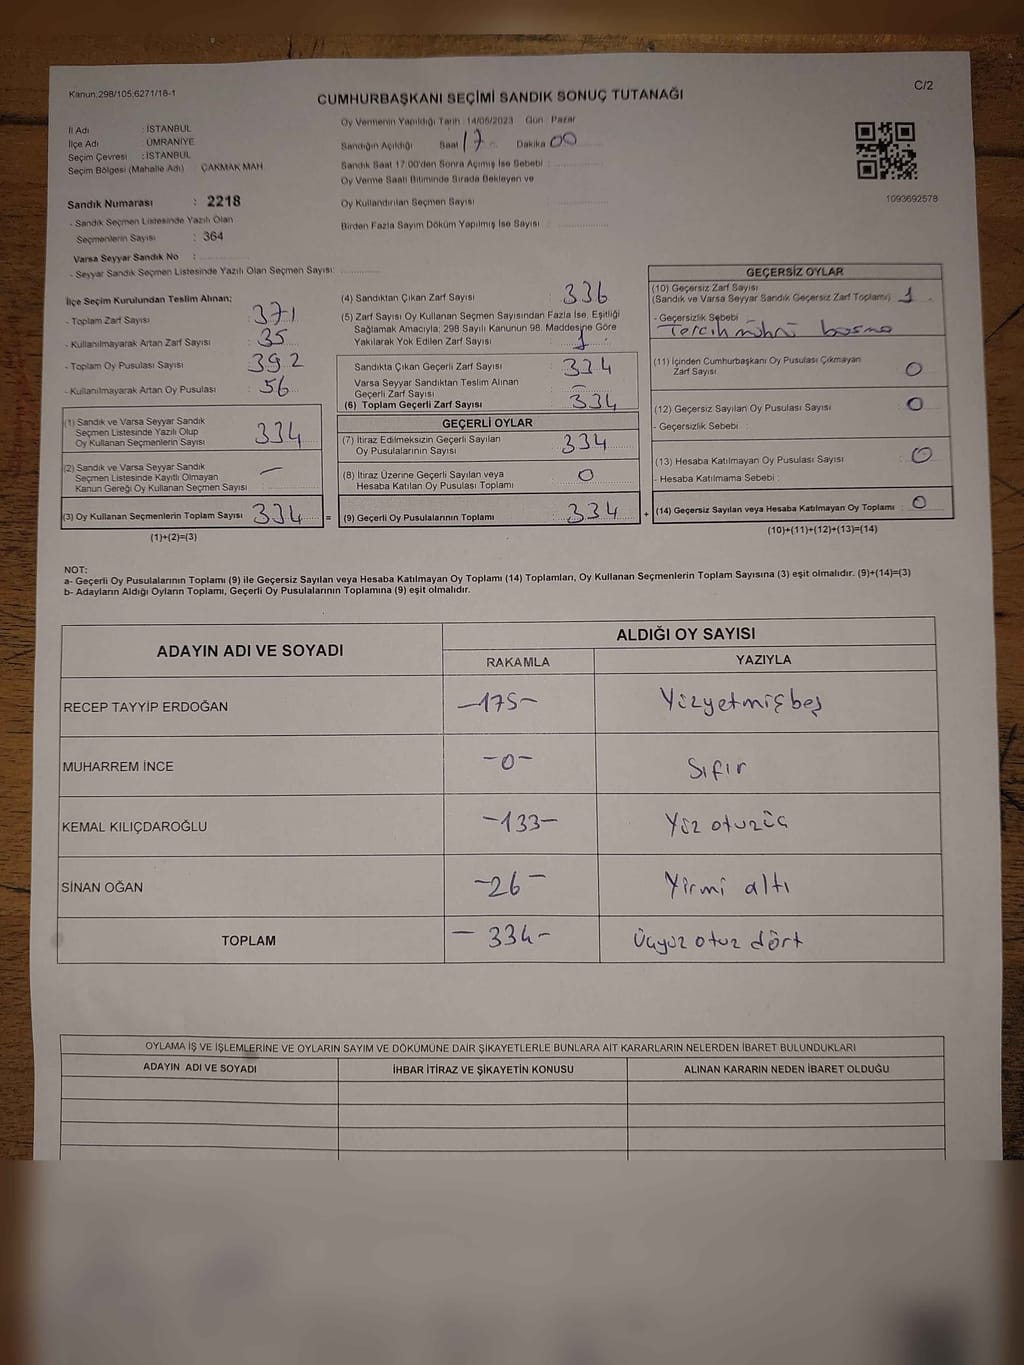 Kanun:298/105,6271/18-1
C/2
CUMHURBAŞKANI SEÇİMİ SANDIK SONUÇ TUTANAĞI
İl Adı : İSTANBUL
İlçe Adı : ÜMRANİYE
Seçim Çevresi : İSTANBUL
Seçim Bölgesi (Mahalle Adı) ÇAKMAK MAH
Oy Vermenin Yapıldığı Tarih : 14/05/2023 Gün : Pazar
Sandığın Açıldığı Saat 17 Dakika 00
Sandık Saat 17:00'den Sonra Açımış İse Sebebi :
Oy Verme Saati Bitiminde Sırada Bekleyen ve
Oy Kullandırılan Seçmen Sayısı :
Birden Fazla Sayım Döküm Yapılmış İse Sayısı :
1093692578
Sandık Numarası : 2218
- Sandık Seçmen Listesinde Yazılı Olan
Seçmenlerin Sayısı : 364
Varsa Seyyar Sandık No :
- Seyyar Sandık Seçmen Listesinde Yazılı Olan Seçmen Sayısı:
İlçe Seçim Kurulundan Teslim Alınan;
- Toplam Zarf Sayısı : 371
- Kullanılmayarak Artan Zarf Sayısı : 35
- Toplam Oy Pusulası Sayısı : 392
- Kullanılmayarak Artan Oy Pusulası : 56
(1) Sandık ve Varsa Seyyar Sandık
Seçmen Listesinde Yazılı Olup
Oy Kullanan Seçmenlerin Sayısı : 334
(2) Sandık ve Varsa Seyyar Sandık
Seçmen Listesinde Kayıtlı Olmayan
Kanun Gereği Oy Kullanan Seçmen Sayısı : —
(3) Oy Kullanan Seçmenlerin Toplam Sayısı : 334 =
(1)+(2)=(3)
(4) Sandıktan Çıkan Zarf Sayısı : 336
(5) Zarf Sayısı Oy Kullanan Seçmen Sayısından Fazla İse, Eşitliği
Sağlamak Amacıyla; 298 Sayılı Kanunun 98. Maddesine Göre
Yakılarak Yok Edilen Zarf Sayısı : 1
Sandıkta Çıkan Geçerli Zarf Sayısı : 334
Varsa Seyyar Sandıktan Teslim Alınan
Geçerli Zarf Sayısı : —
(6) Toplam Geçerli Zarf Sayısı : 334
GEÇERLİ OYLAR
(7) İtiraz Edilmeksizin Geçerli Sayılan
Oy Pusulalarının Sayısı : 334
(8) İtiraz Üzerine Geçerli Sayılan veya
Hesaba Katılan Oy Pusulası Toplamı : 0
(9) Geçerli Oy Pusulalarının Toplamı : 334 +
GEÇERSİZ OYLAR
(10) Geçersiz Zarf Sayısı
(Sandık ve Varsa Seyyar Sandık Geçersiz Zarf Toplamı) : 1
- Geçersizlik Sebebi
Tercih mührü basma
(11) İçinden Cumhurbaşkanı Oy Pusulası Çıkmayan
Zarf Sayısı : 0
(12) Geçersiz Sayılan Oy Pusulası Sayısı : 0
- Geçersizlik Sebebi :
(13) Hesaba Katılmayan Oy Pusulası Sayısı : 0
- Hesaba Katılmama Sebebi :
(14) Geçersiz Sayılan veya Hesaba Katılmayan Oy Toplamı : 0
(10)+(11)+(12)+(13)=(14)
NOT:
a- Geçerli Oy Pusulalarının Toplamı (9) ile Geçersiz Sayılan veya Hesaba Katılmayan Oy Toplamı (14) Toplamları, Oy Kullanan Seçmenlerin Toplam Sayısına (3) eşit olmalıdır. (9)+(14)=(3)
b- Adayların Aldığı Oyların Toplamı, Geçerli Oy Pusulalarının Toplamına (9) eşit olmalıdır.
ADAYIN ADI VE SOYADI
ALDIĞI OY SAYISI
RAKAMLA YAZIYLA
RECEP TAYYİP ERDOĞAN -175- Yüzyetmişbeş
MUHARREM İNCE -0- Sıfır
KEMAL KILIÇDAROĞLU -133- Yüz otuzüç
SİNAN OĞAN -26- Yirmi altı
TOPLAM -334- Üçyüz otuz dört
OYLAMA İŞ VE İŞLEMLERİNE VE OYLARIN SAYIM VE DÖKÜMÜNE DAİR ŞİKAYETLERLE BUNLARA AİT KARARLARIN NELERDEN İBARET BULUNDUKLARI
ADAYIN ADI VE SOYADI İHBAR İTİRAZ VE ŞİKAYETİN KONUSU ALINAN KARARIN NEDEN İBARET OLDUĞU